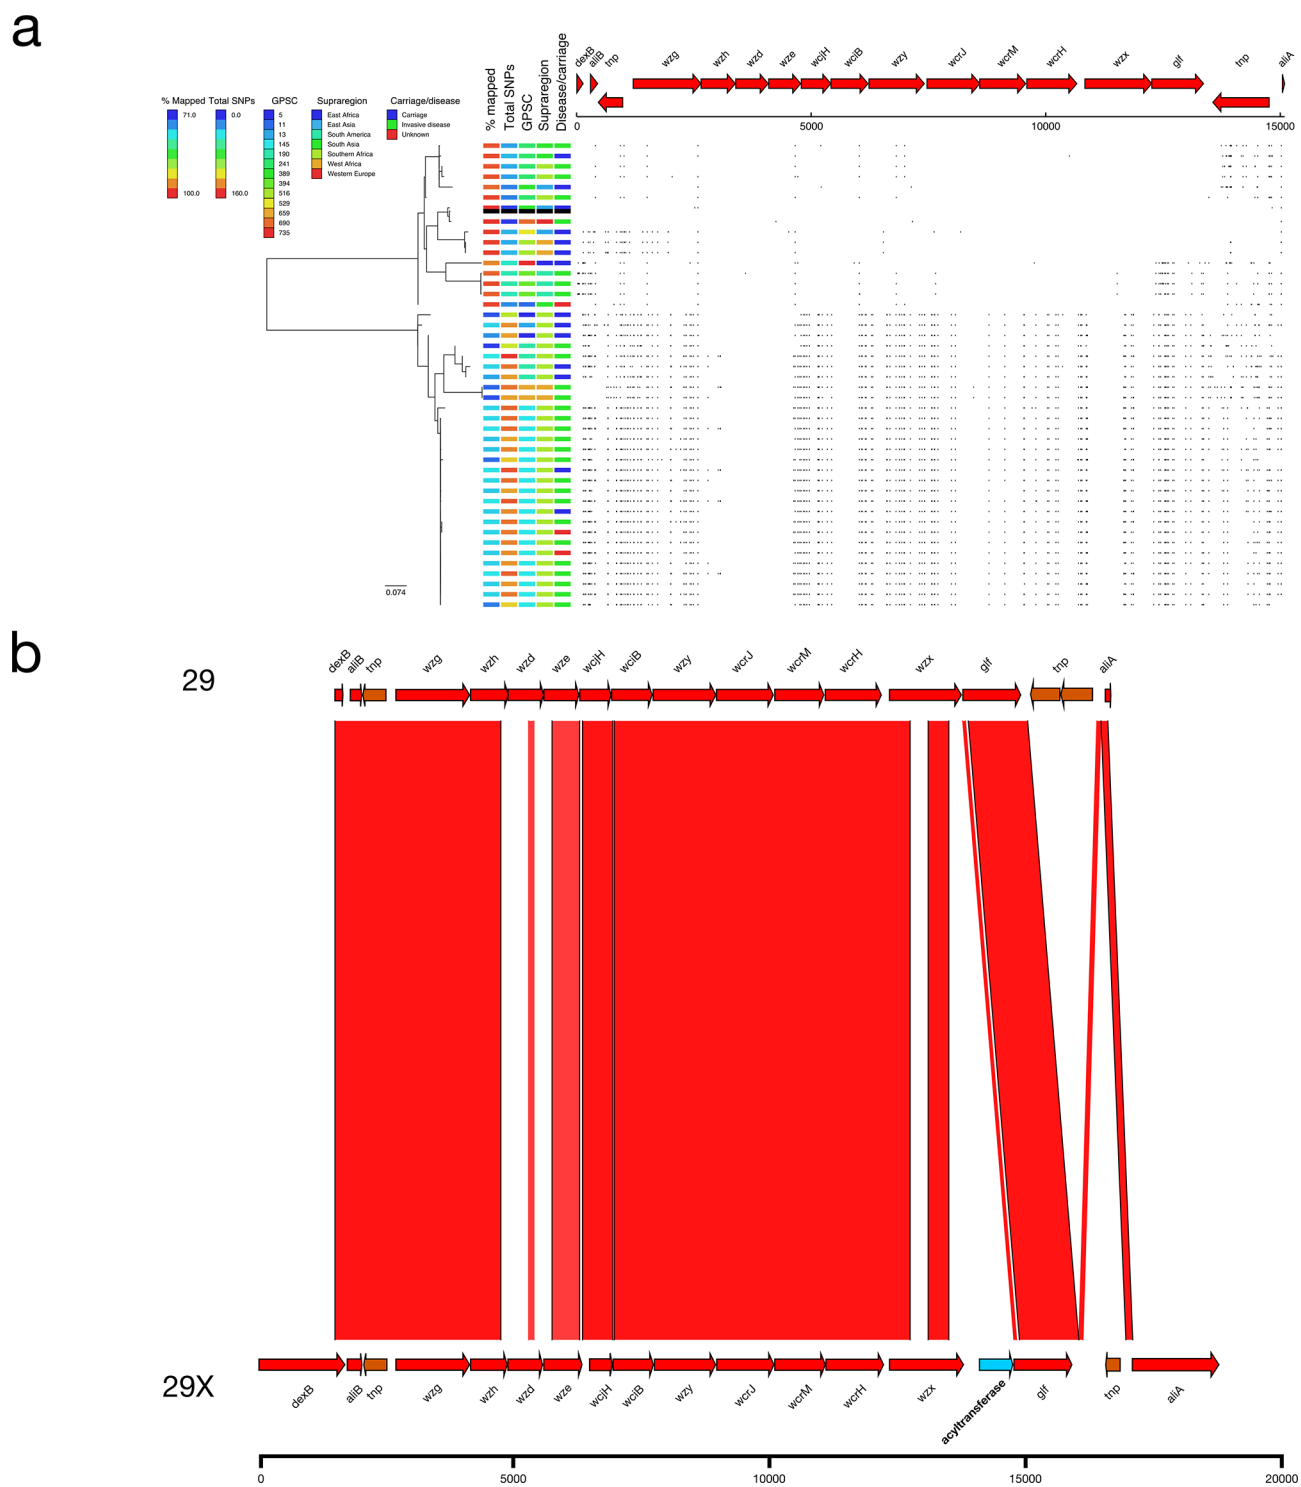 a
dexB aliB tnp wzg wzh wzd wze wcjH wciB wzy wcrJ wcrM wcrH wzx glf tnp aliA
% mapped
Total SNPs
GPSC
Supraregion
Disease/carriage
0 5000 10000 15000
% Mapped Total SNPs GPSC Supraregion Carriage/disease
71.0 0.0 5 East Africa Carriage
11 East Asia Invasive disease
13 South America Unknown
145 South Asia
190 Southern Africa
241 West Africa
389 Western Europe
100.0 160.0 394
516
529
659
690
735
0.074
b
dexB aliB tnp wzg wzh wzd wze wcjH wciB wzy wcrJ wcrM wcrH wzx glf tnp aliA
29
29X
dexB aliB tnp wzg wzh wzd wze wcjH wciB wzy wcrJ wcrM wcrH wzx acyltransferase glf tnp aliA
0 5000 10000 15000 20000